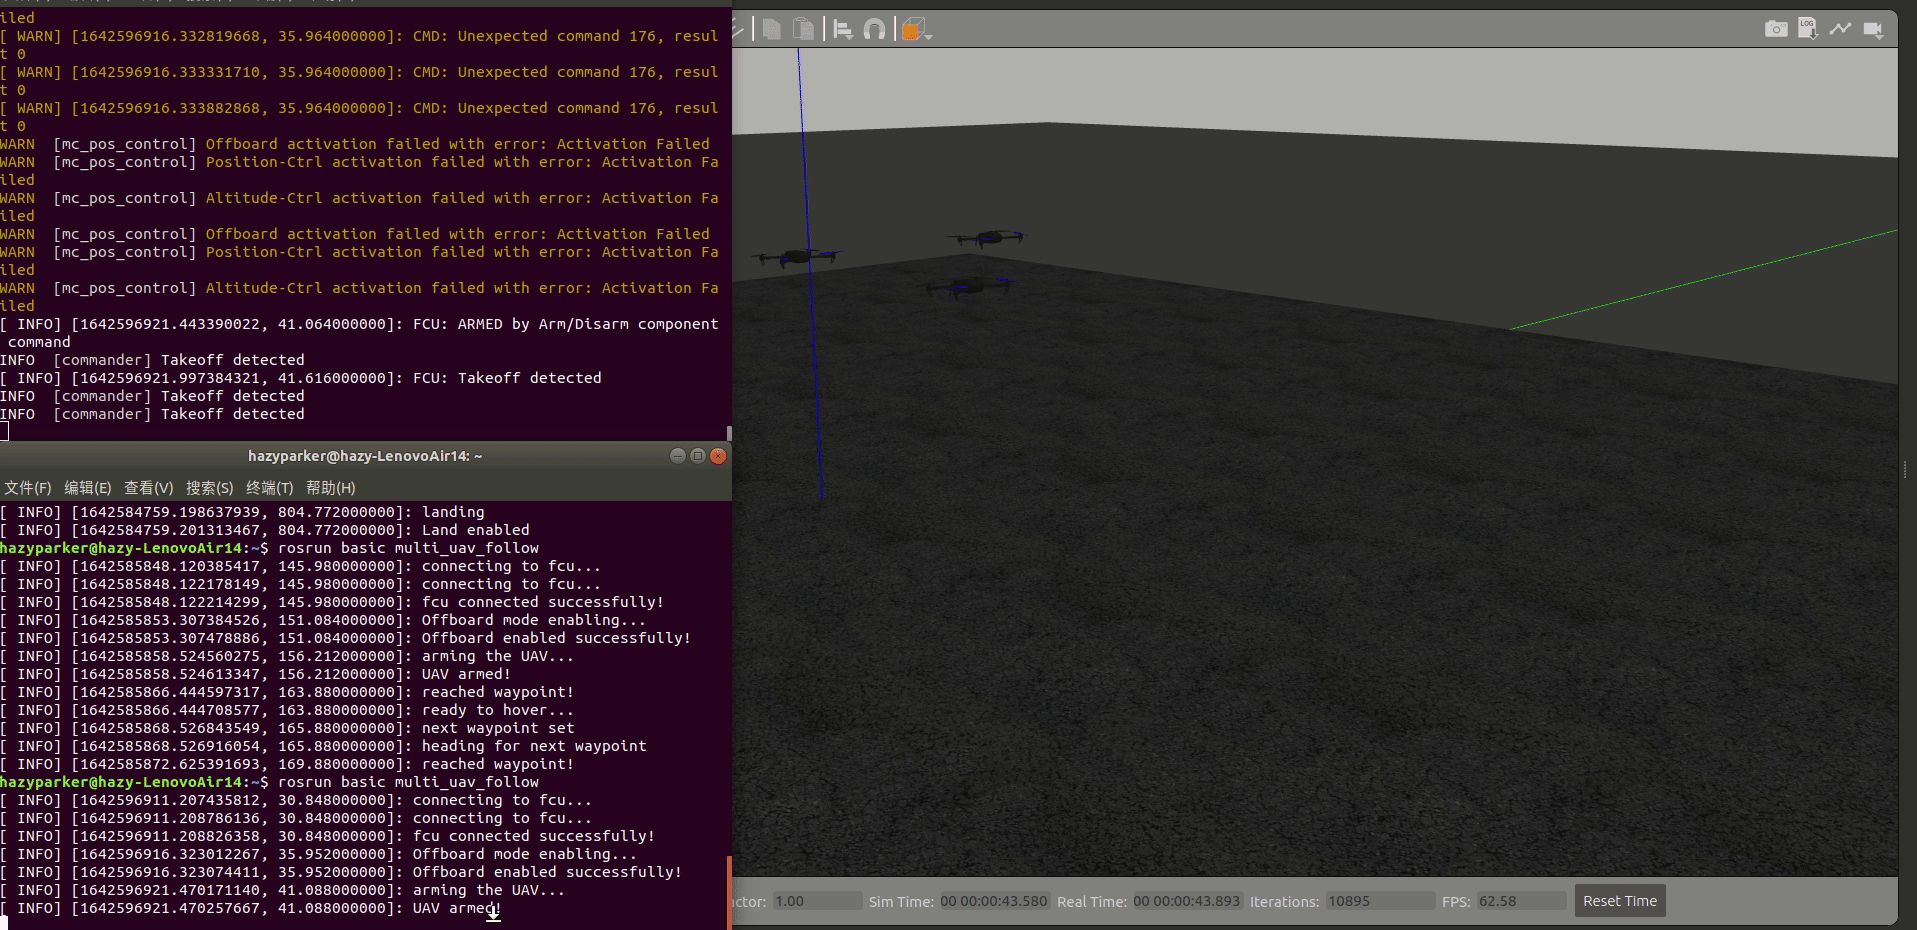 iled
[ WARN] [1642596916.332819668, 35.964000000]: CMD: Unexpected command 176, resul
t 0
[ WARN] [1642596916.333331710, 35.964000000]: CMD: Unexpected command 176, resul
t 0
[ WARN] [1642596916.333882868, 35.964000000]: CMD: Unexpected command 176, resul
t 0
WARN  [mc_pos_control] Offboard activation failed with error: Activation Failed
WARN  [mc_pos_control] Position-Ctrl activation failed with error: Activation Fa
iled
WARN  [mc_pos_control] Altitude-Ctrl activation failed with error: Activation Fa
iled
WARN  [mc_pos_control] Offboard activation failed with error: Activation Failed
WARN  [mc_pos_control] Position-Ctrl activation failed with error: Activation Fa
iled
WARN  [mc_pos_control] Altitude-Ctrl activation failed with error: Activation Fa
iled
[ INFO] [1642596921.443390022, 41.064000000]: FCU: ARMED by Arm/Disarm component
 command
INFO  [commander] Takeoff detected
[ INFO] [1642596921.997384321, 41.616000000]: FCU: Takeoff detected
INFO  [commander] Takeoff detected
INFO  [commander] Takeoff detected
hazyparker@hazy-LenovoAir14: ~
文件(F) 编辑(E) 查看(V) 搜索(S) 终端(T) 帮助(H)
[ INFO] [1642584759.198637939, 804.772000000]: landing
[ INFO] [1642584759.201313467, 804.772000000]: Land enabled
hazyparker@hazy-LenovoAir14:~$ rosrun basic multi_uav_follow
[ INFO] [1642585848.120385417, 145.980000000]: connecting to fcu...
[ INFO] [1642585848.122178149, 145.980000000]: connecting to fcu...
[ INFO] [1642585848.122214299, 145.980000000]: fcu connected successfully!
[ INFO] [1642585853.307384526, 151.084000000]: Offboard mode enabling...
[ INFO] [1642585853.307478886, 151.084000000]: Offboard enabled successfully!
[ INFO] [1642585858.524560275, 156.212000000]: arming the UAV...
[ INFO] [1642585858.524613347, 156.212000000]: UAV armed!
[ INFO] [1642585866.444597317, 163.880000000]: reached waypoint!
[ INFO] [1642585866.444708577, 163.880000000]: ready to hover...
[ INFO] [1642585868.526843549, 165.880000000]: next waypoint set
[ INFO] [1642585868.526916054, 165.880000000]: heading for next waypoint
[ INFO] [1642585872.625391693, 169.880000000]: reached waypoint!
hazyparker@hazy-LenovoAir14:~$ rosrun basic multi_uav_follow
[ INFO] [1642596911.207435812, 30.848000000]: connecting to fcu...
[ INFO] [1642596911.208786136, 30.848000000]: connecting to fcu...
[ INFO] [1642596911.208826358, 30.848000000]: fcu connected successfully!
[ INFO] [1642596916.323012267, 35.952000000]: Offboard mode enabling...
[ INFO] [1642596916.323074411, 35.952000000]: Offboard enabled successfully!
[ INFO] [1642596921.470171140, 41.088000000]: arming the UAV...
[ INFO] [1642596921.470257667, 41.088000000]: UAV armed!
LOG
ctor: 1.00 Sim Time: 00 00:00:43.580 Real Time: 00 00:00:43.893 Iterations: 10895 FPS: 62.58 Reset Time